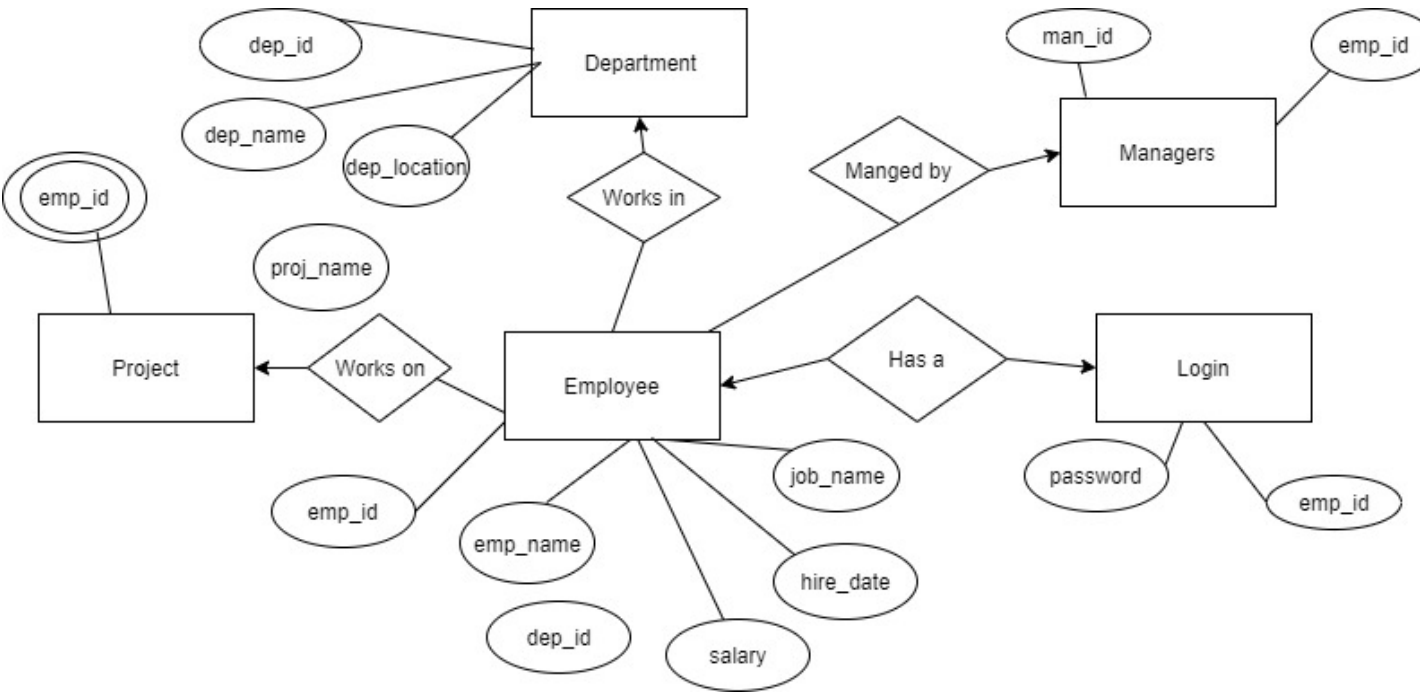 dep_id
Department
man_id
emp_id
dep_name
dep_location
Manged by
Managers
emp_id
Works in
proj_name
Project
Works on
Employee
Has a
Login
emp_id
emp_name
job_name
password
emp_id
hire_date
dep_id
salary